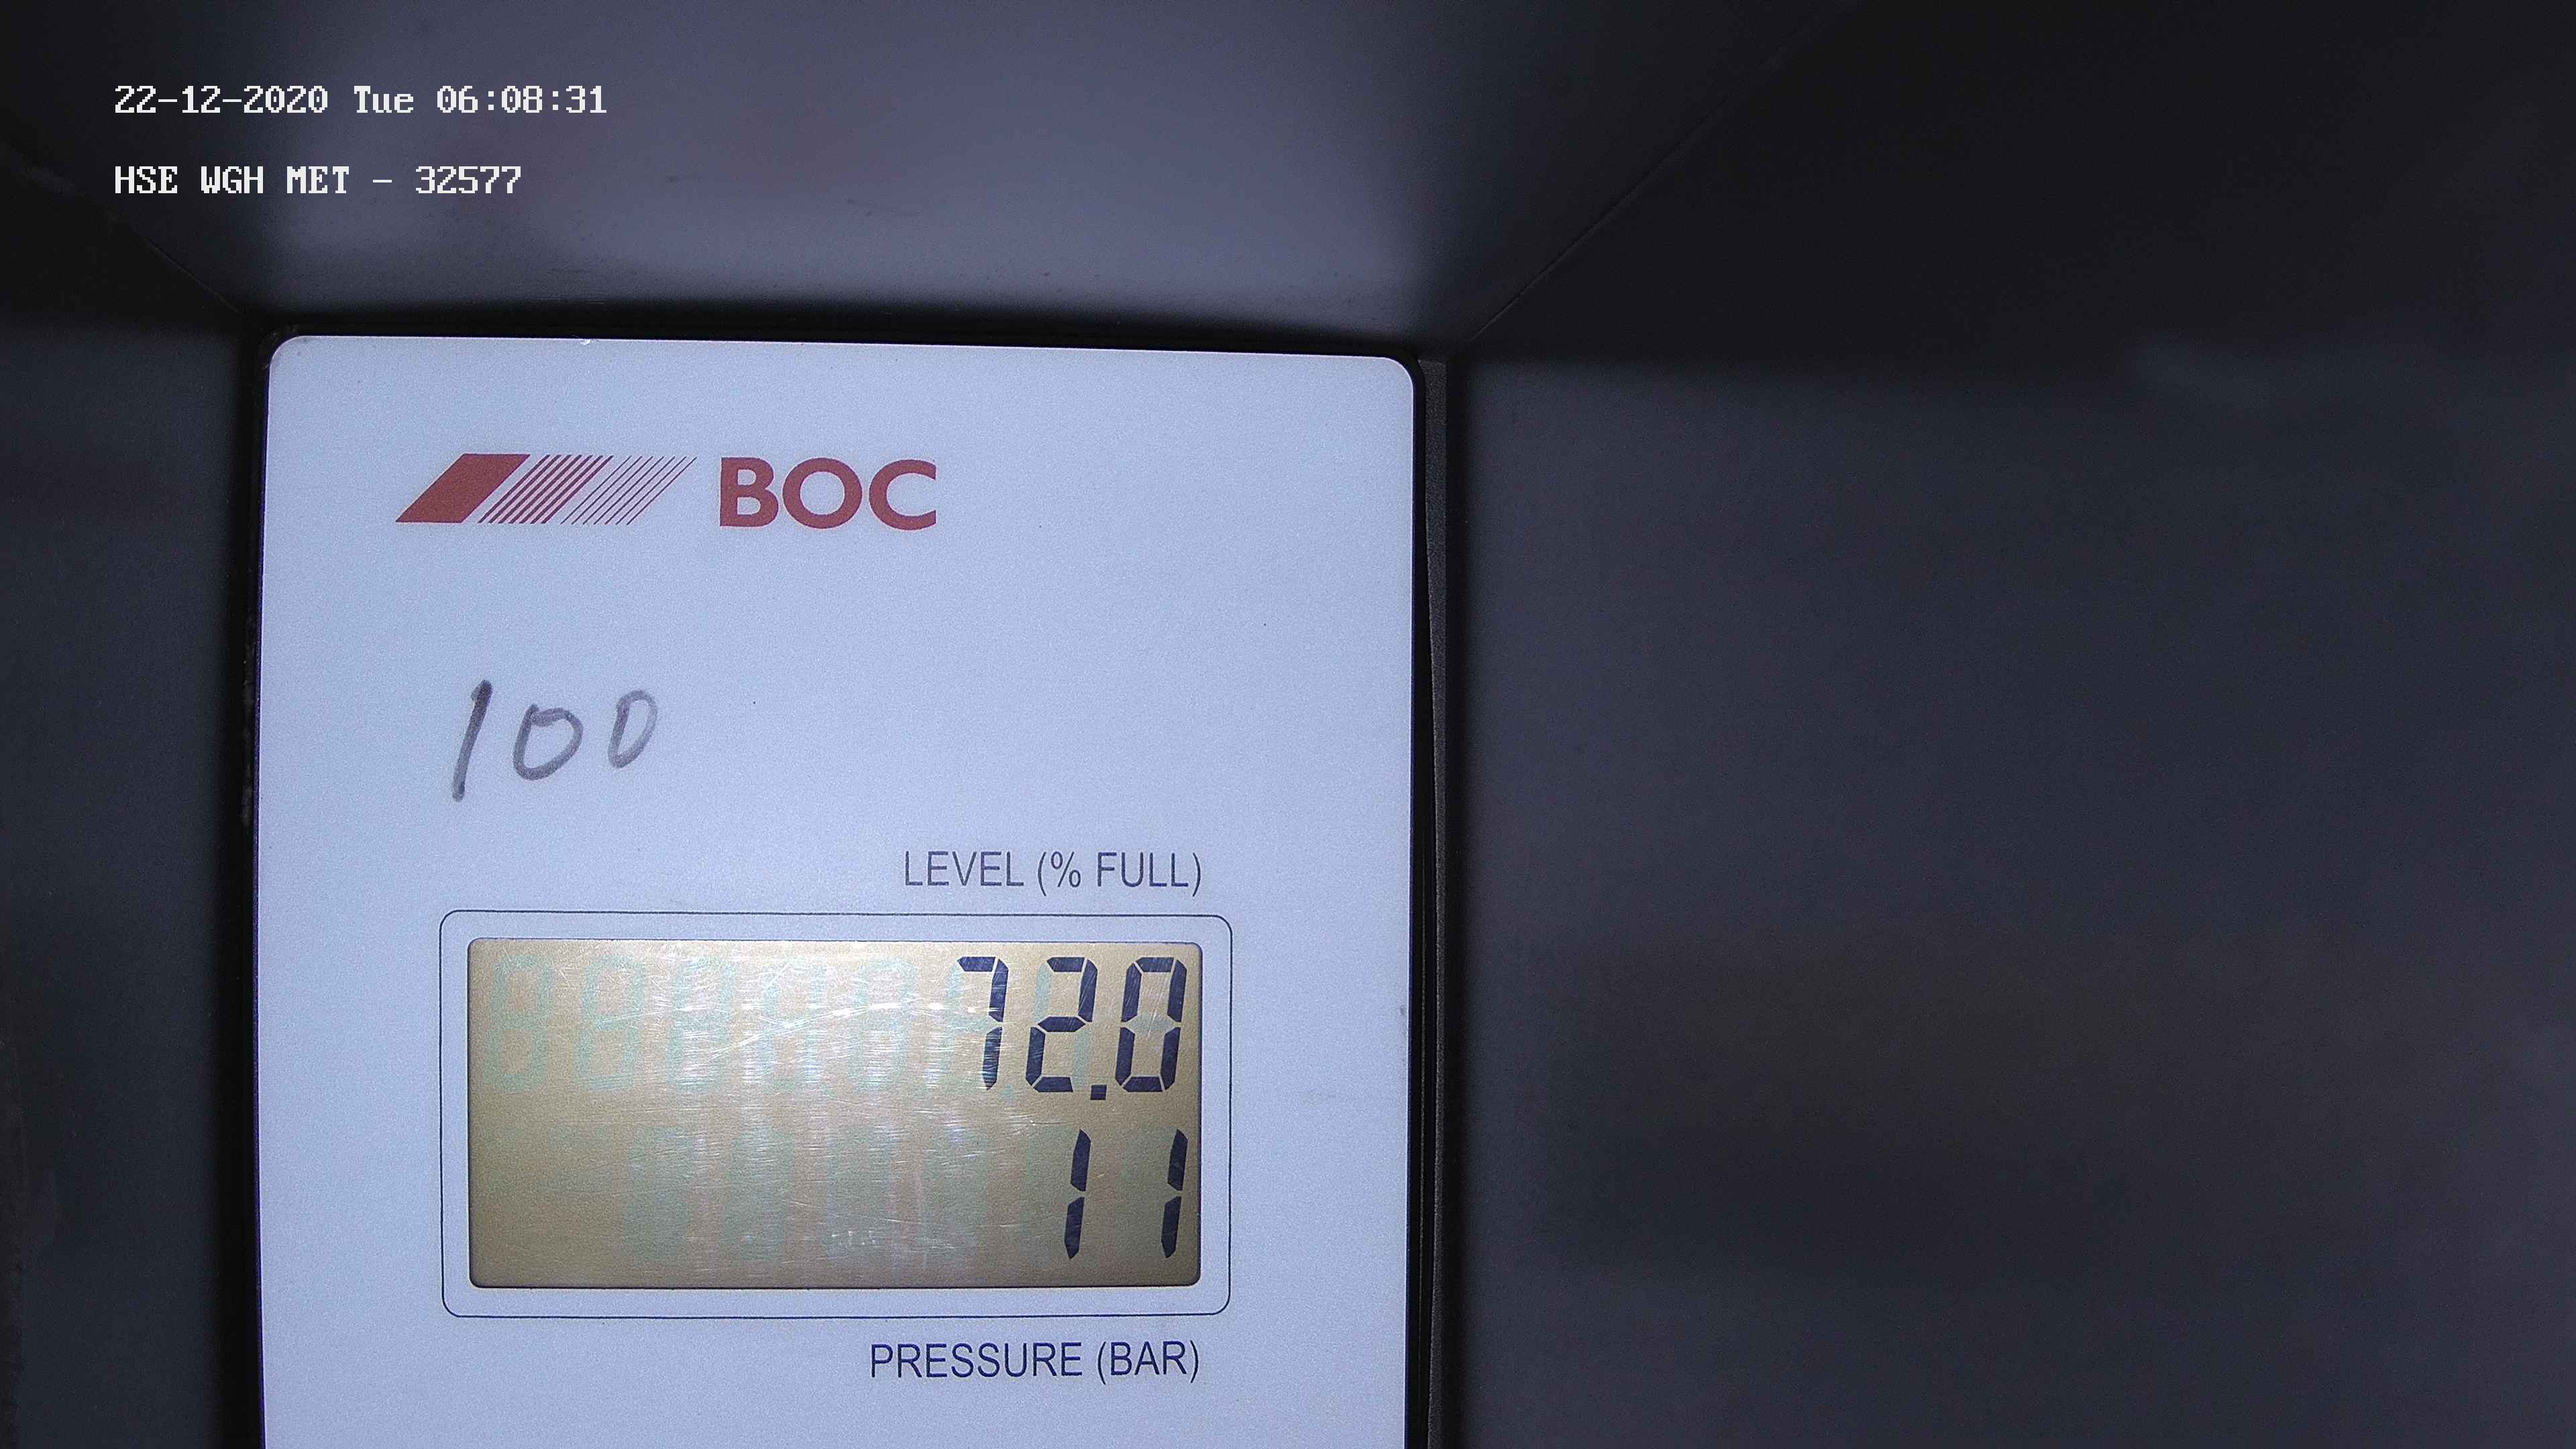 22-12-2020 Tue 06:08:31
HSE WGH MET - 32577
BOC
100
LEVEL (% FULL)
72.0
11
PRESSURE (BAR)